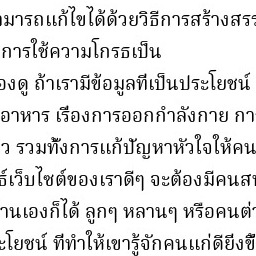 มารถแก้ไขได้ด้วยวิธีการสร้างสรร
การใช้ความโกรธเป็น
องดู ถ้าเรามีข้อมูลที่เป็นประโยชน์
อาหาร เรื่องการออกกำลังกาย กา
ว รวมทั้งการแก้ปัญหาหัวใจให้คน
ธ์เว็บไซต์ของเราดีๆ จะต้องมีคนส
านเองก็ได้ ลูกๆ หลานๆ หรือคนต่
ะโยชน์ ที่ทำให้เขารู้จักคนแก่ดียิ่งขึ้